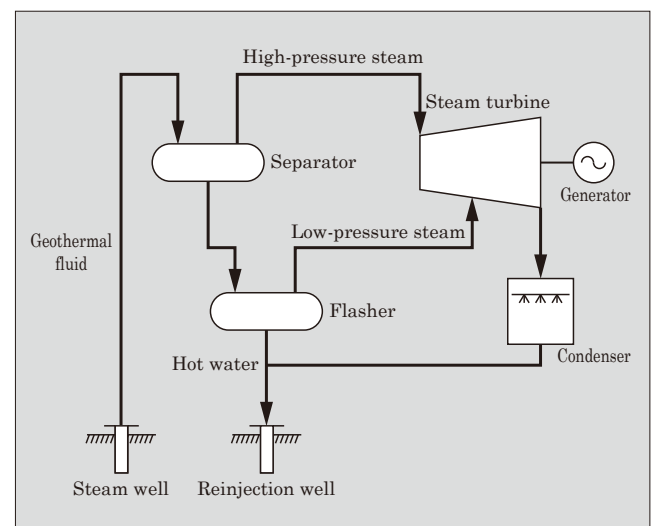 High-pressure steam
Steam turbine
Separator
Generator
Geothermal
fluid
Low-pressure steam
Flasher
Hot water
Condenser
Steam well
Reinjection well